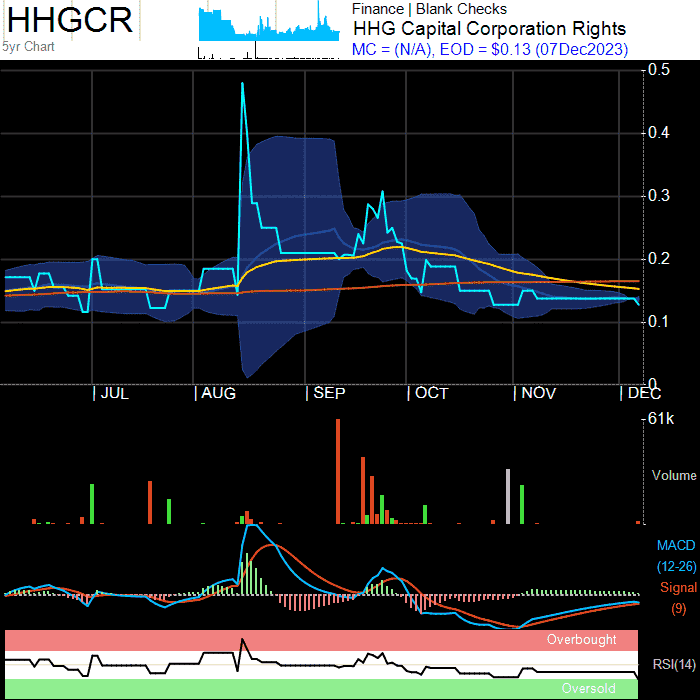 HHGCR
5yr Chart
Finance | Blank Checks
HHG Capital Corporation Rights
MC = (N/A), EOD = $0.13 (07Dec2023)
0.5
0.4
0.3
0.2
0.1
0
JUL
AUG
SEP
OCT
NOV
DEC
61k
Volume
MACD
(12-26)
Signal
(9)
Overbought
RSI(14)
Oversold